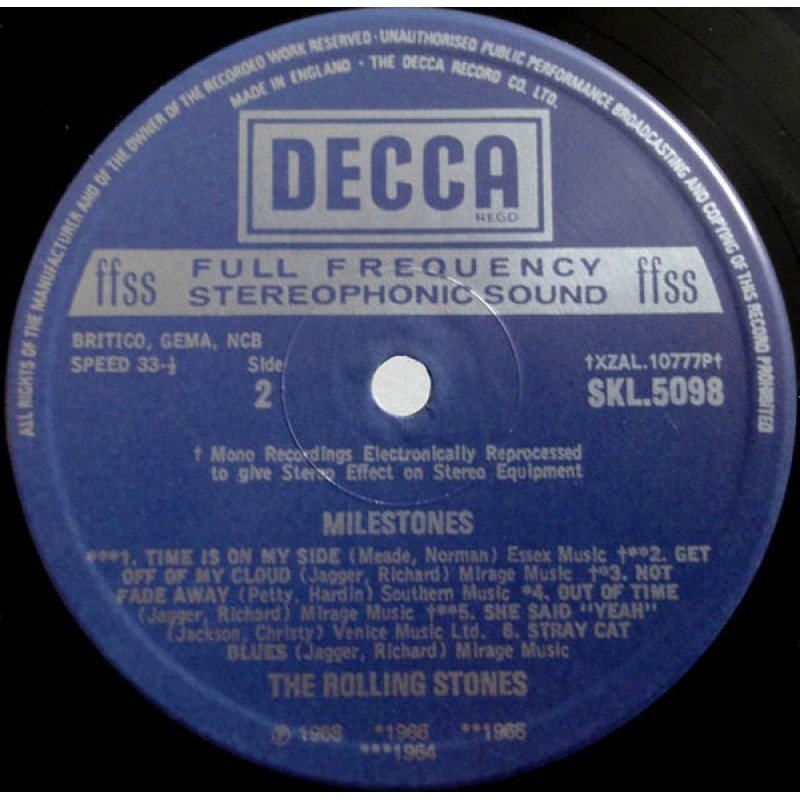 ALL RIGHTS OF THE MANUFACTURER AND OF THE OWNER OF THE RECORDED WORK RESERVED · UNAUTHORISED PUBLIC PERFORMANCE BROADCASTING AND COPYING OF THIS RECORD PROHIBITED
MADE IN ENGLAND · THE DECCA RECORD CO. LTD.
DECCA
REGD
ffss FULL FREQUENCY STEREOPHONIC SOUND ffss
BRITICO, GEMA, NCB
SPEED 33-⅓ Side 2
†XZAL.10777P†
SKL.5098
† Mono Recordings Electronically Reprocessed
to give Stereo Effect on Stereo Equipment
MILESTONES
***1. TIME IS ON MY SIDE (Meade, Norman) Essex Music †**2. GET
OFF OF MY CLOUD (Jagger, Richard) Mirage Music †*3. NOT
FADE AWAY (Petty, Hardin) Southern Music *4. OUT OF TIME
(Jagger, Richard) Mirage Music †**5. SHE SAID "YEAH"
(Jackson, Christy) Venice Music Ltd. 6. STRAY CAT
BLUES (Jagger, Richard) Mirage Music
THE ROLLING STONES
℗ 1968 *1966 **1965
***1964